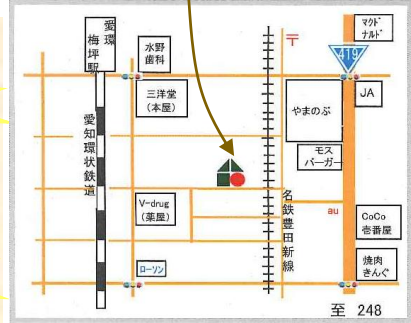 愛環
梅坪駅
水野
歯科
〒
マクド
ナルド
419
三洋堂
(本屋)
JA
やまのぶ
愛知環状鉄道
モス
バーガー
V-drug
(薬屋)
名鉄豊田新線
au
CoCo
壱番屋
ローソン
焼肉
きんぐ
至 248